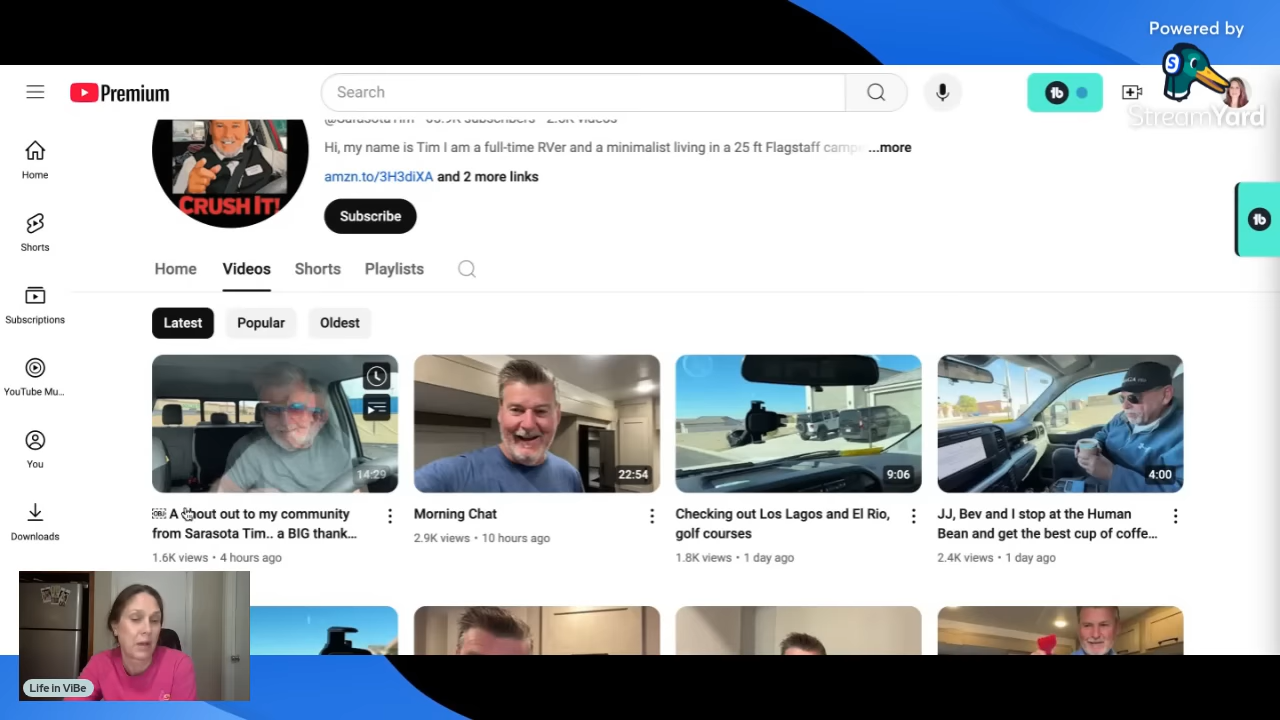 Powered by
StreamYard
Premium
Search
@SarasotaTim
Hi, my name is Tim I am a full-time RVer and a minimalist living in a 25 ft Flagstaff campe ...more
amzn.to/3H3diXA and 2 more links
Subscribe
CRUSH IT!
Home
Shorts
Subscriptions
YouTube Mu...
You
Downloads
Home Videos Shorts Playlists
Latest Popular Oldest
14:29
22:54
9:06
4:00
A shout out to my community
from Sarasota Tim.. a BIG thank...
1.6K views • 4 hours ago
Morning Chat
2.9K views • 10 hours ago
Checking out Los Lagos and El Rio,
golf courses
1.8K views • 1 day ago
JJ, Bev and I stop at the Human
Bean and get the best cup of coffe...
2.4K views • 1 day ago
Life in ViBe